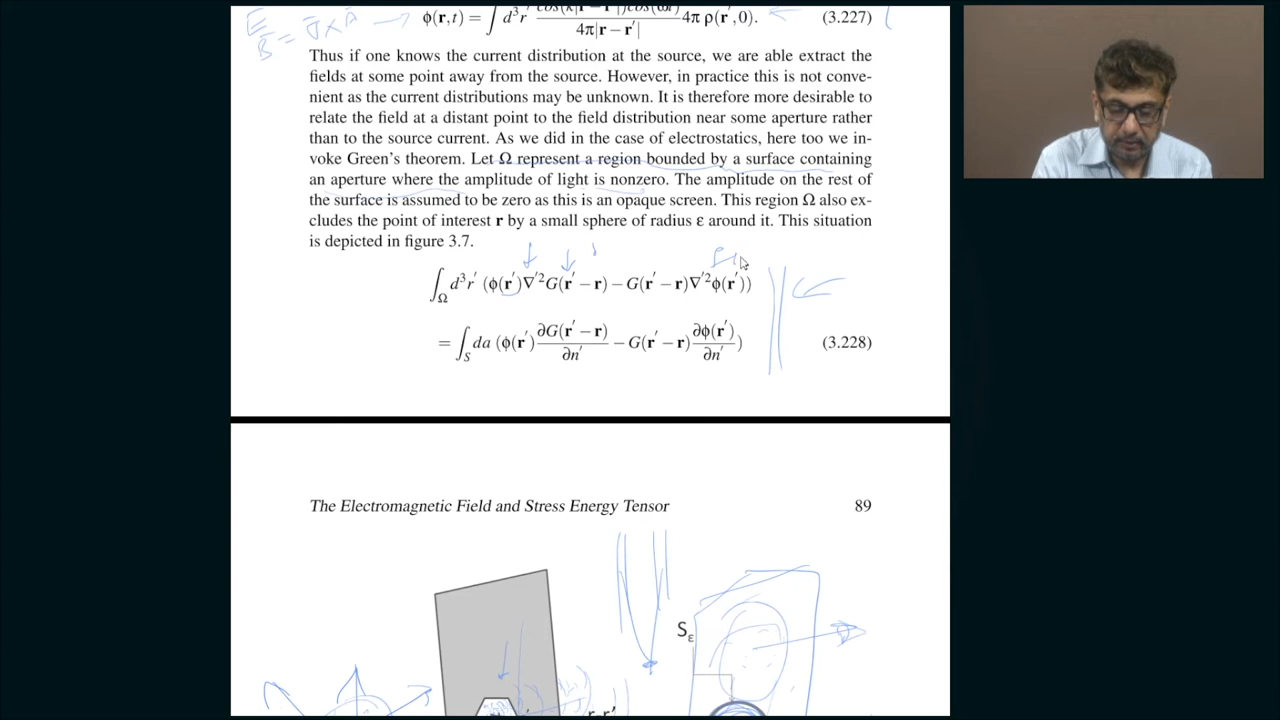 ϕ(r,t) = ∫ d³r′ cos(k|r − r′|)cos(ωt) / 4π|r − r′| 4π ρ(r′,0). (3.227)
B̄ = ∇̄ × Ā
Thus if one knows the current distribution at the source, we are able extract the
fields at some point away from the source. However, in practice this is not conve-
nient as the current distributions may be unknown. It is therefore more desirable to
relate the field at a distant point to the field distribution near some aperture rather
than to the source current. As we did in the case of electrostatics, here too we in-
voke Green's theorem. Let Ω represent a region bounded by a surface containing
an aperture where the amplitude of light is nonzero. The amplitude on the rest of
the surface is assumed to be zero as this is an opaque screen. This region Ω also ex-
cludes the point of interest r by a small sphere of radius ε around it. This situation
is depicted in figure 3.7.
∫_Ω d³r′ (ϕ(r′)∇′²G(r′ − r) − G(r′ − r)∇′²ϕ(r′))
= ∫_S da (ϕ(r′) ∂G(r′ − r)/∂n′ − G(r′ − r) ∂ϕ(r′)/∂n′) (3.228)
The Electromagnetic Field and Stress Energy Tensor 89
S_ε
r-r′